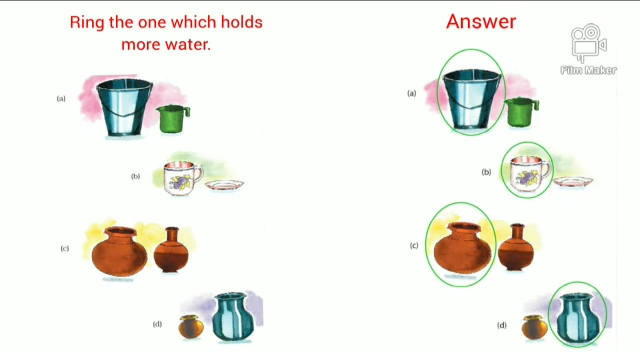 Ring the one which holds
more water.
(a)
(b)
(c)
(d)
Answer
Film Maker
(a)
(b)
(c)
(d)